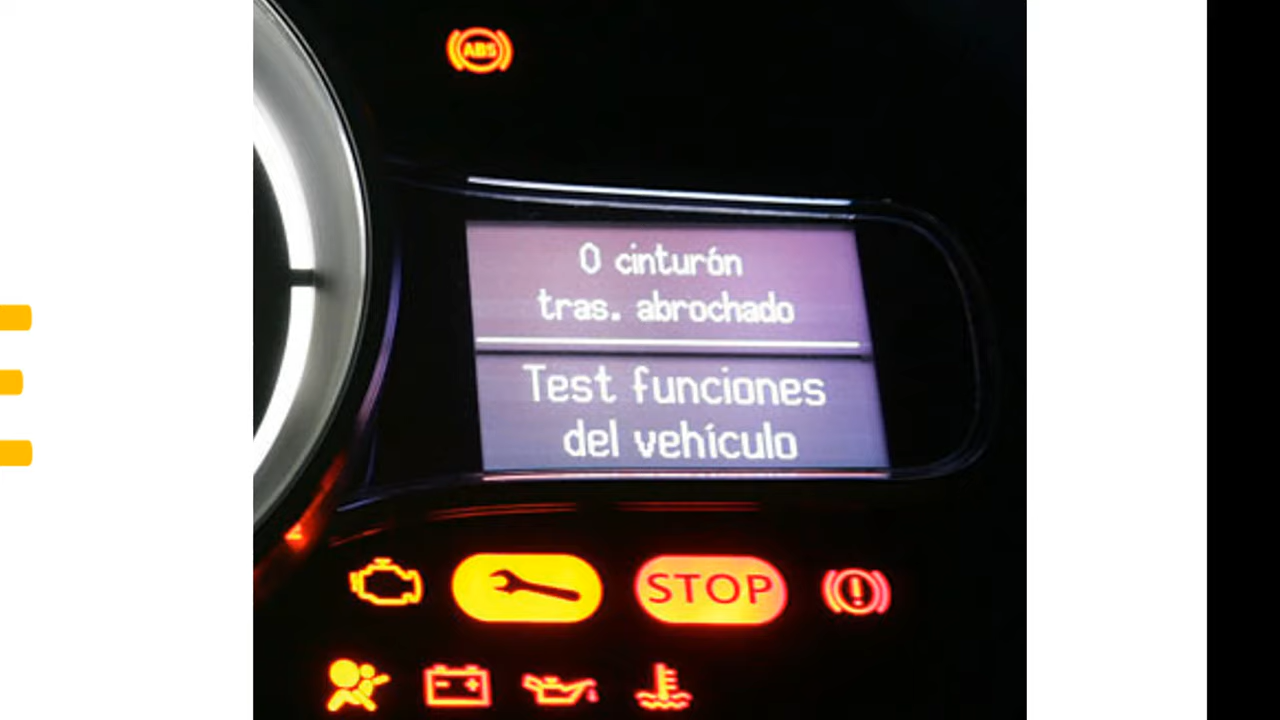 ABS
0 cinturón
tras. abrochado
Test funciones
del vehículo
STOP